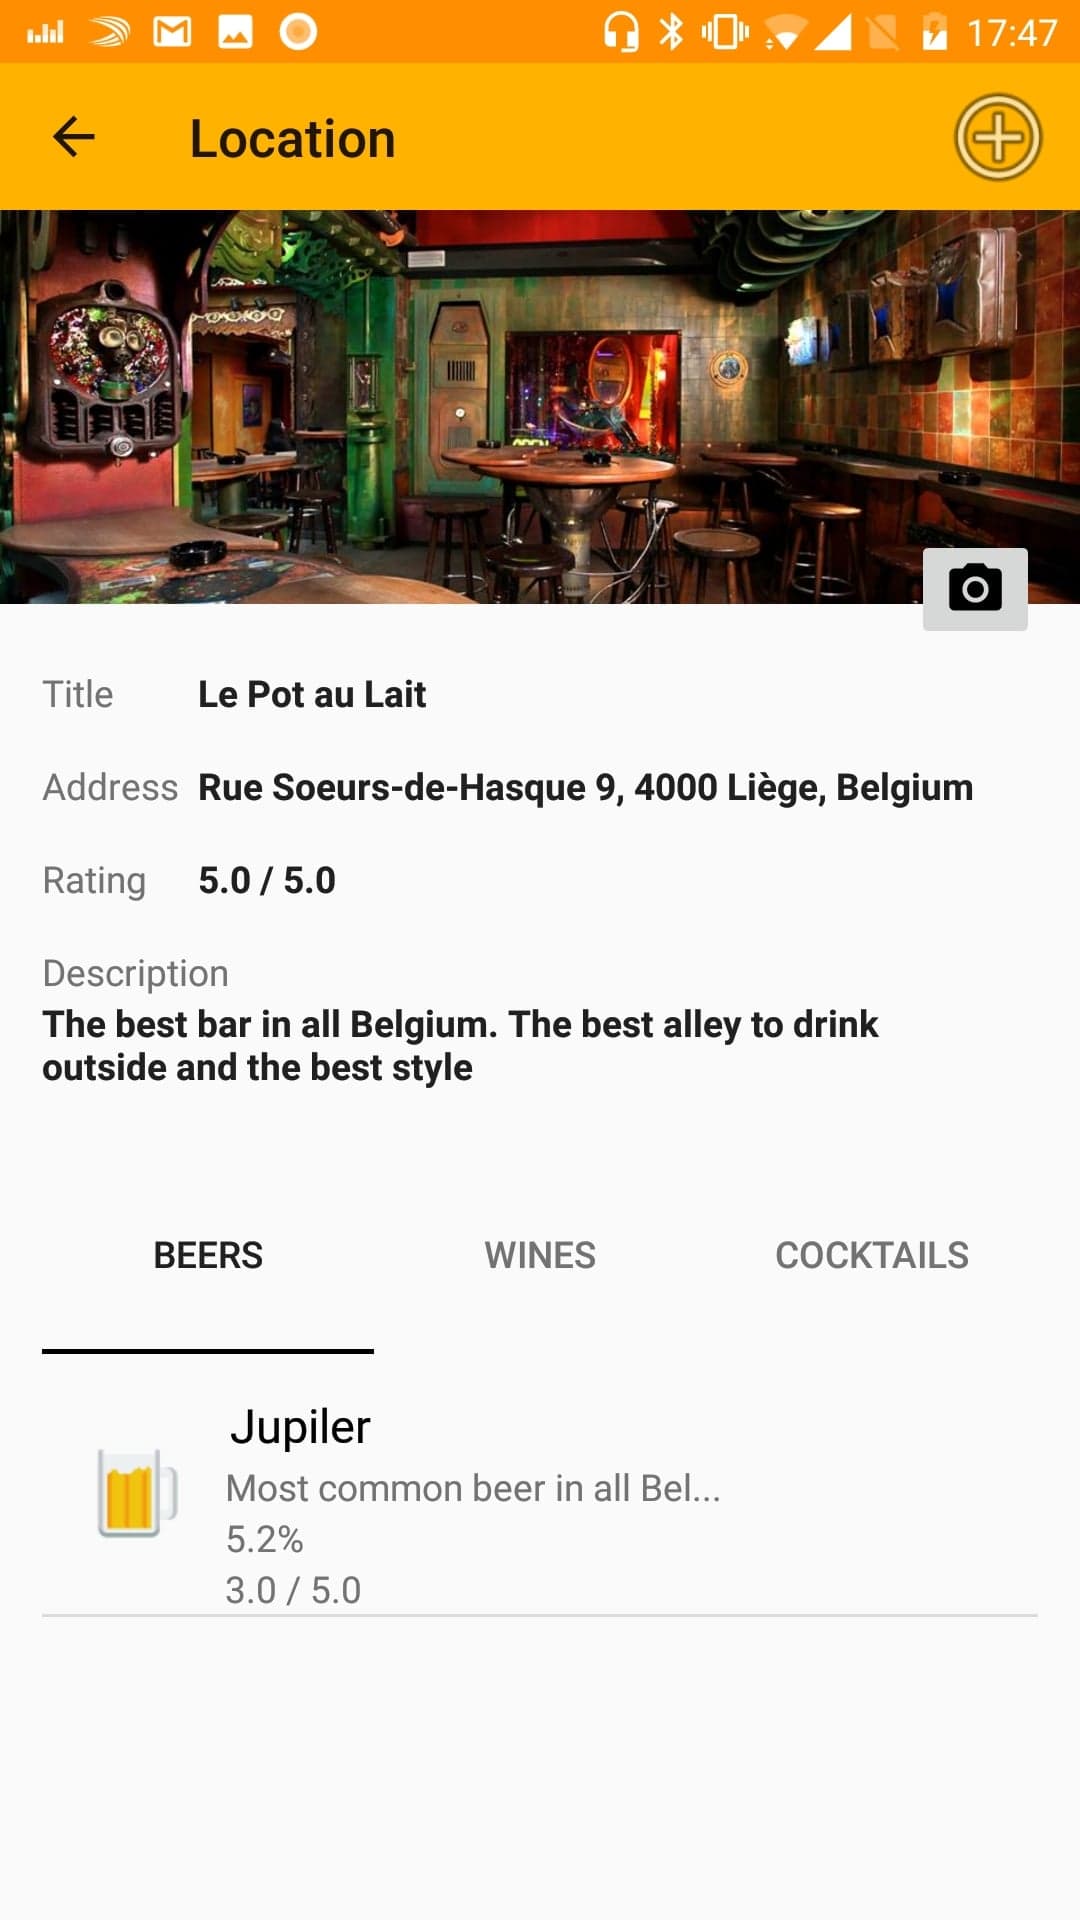 17:47
Location
Title Le Pot au Lait
Address Rue Soeurs-de-Hasque 9, 4000 Liège, Belgium
Rating 5.0 / 5.0
Description
The best bar in all Belgium. The best alley to drink
outside and the best style
BEERS WINES COCKTAILS
Jupiler
Most common beer in all Bel...
5.2%
3.0 / 5.0